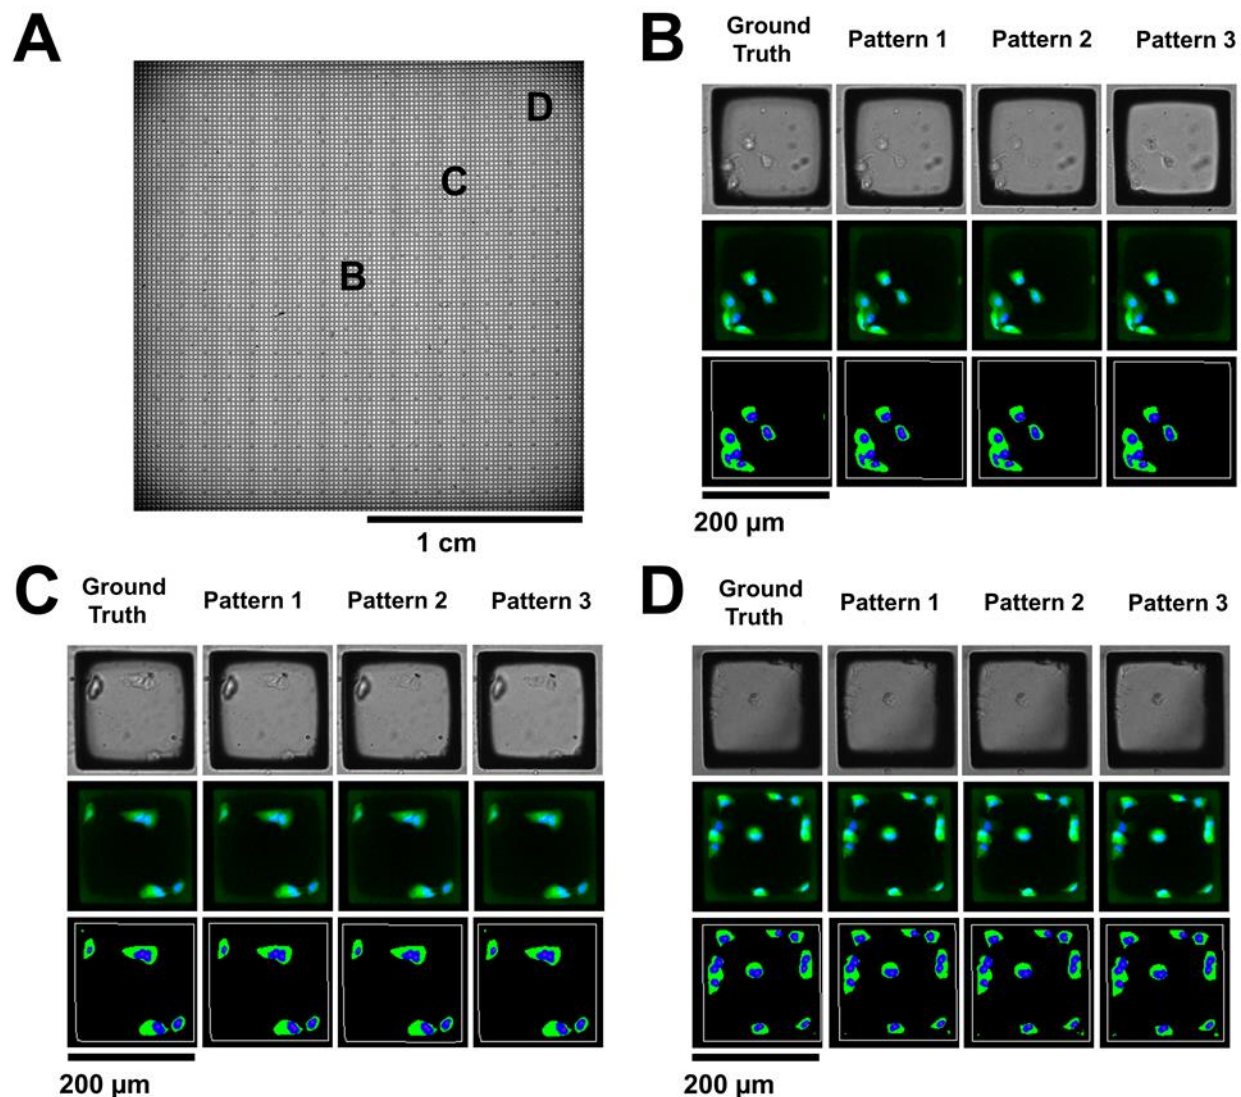 A
D
C
B
1 cm
B
Ground
Truth
Pattern 1
Pattern 2
Pattern 3
200 µm
C
Ground
Truth
Pattern 1
Pattern 2
Pattern 3
200 µm
D
Ground
Truth
Pattern 1
Pattern 2
Pattern 3
200 µm